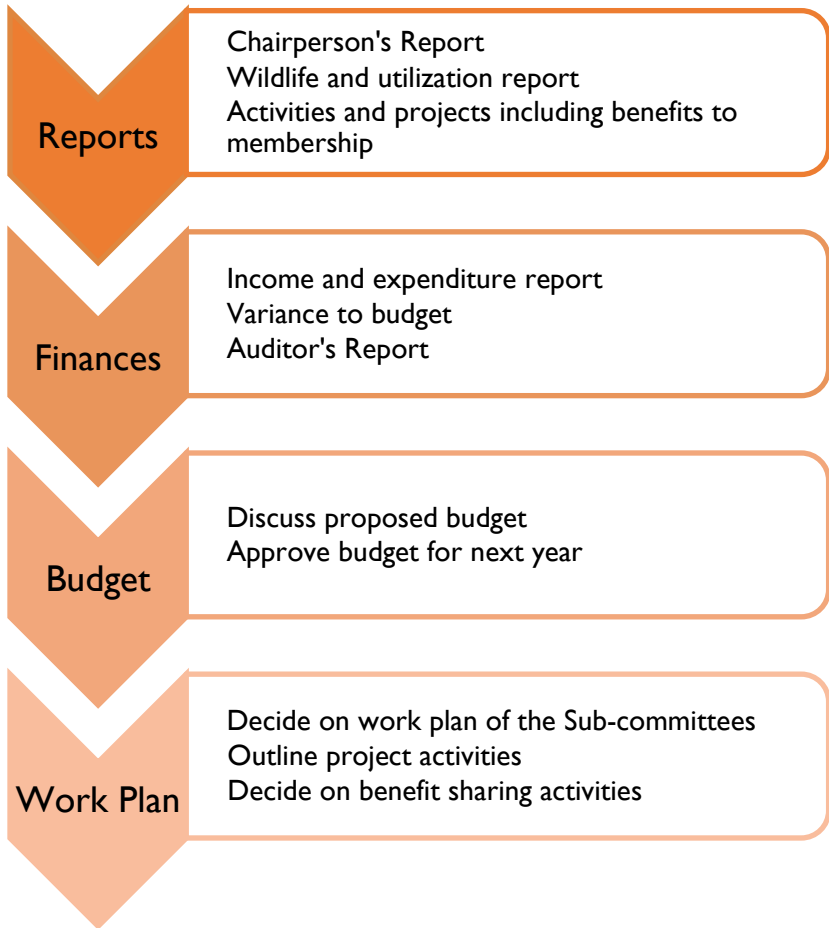 Reports
Chairperson's Report
Wildlife and utilization report
Activities and projects including benefits to
membership
Finances
Income and expenditure report
Variance to budget
Auditor's Report
Budget
Discuss proposed budget
Approve budget for next year
Work Plan
Decide on work plan of the Sub-committees
Outline project activities
Decide on benefit sharing activities